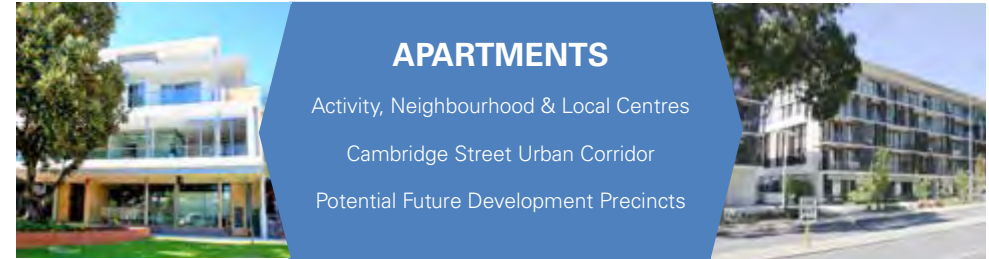 APARTMENTS
Activity, Neighbourhood & Local Centres
Cambridge Street Urban Corridor
Potential Future Development Precincts